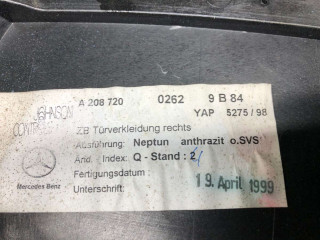 JOHNSON CONTROLS
A 208 720 0262 9 B 84
YAP 5275/98
ZB Türverkleidung rechts
Ausführung: Neptun anthrazit o.SVS
Änd. Index: Q - Stand : 2
Mercedes Benz
Fertigungsdatum
Unterschrift: 19. April 1999